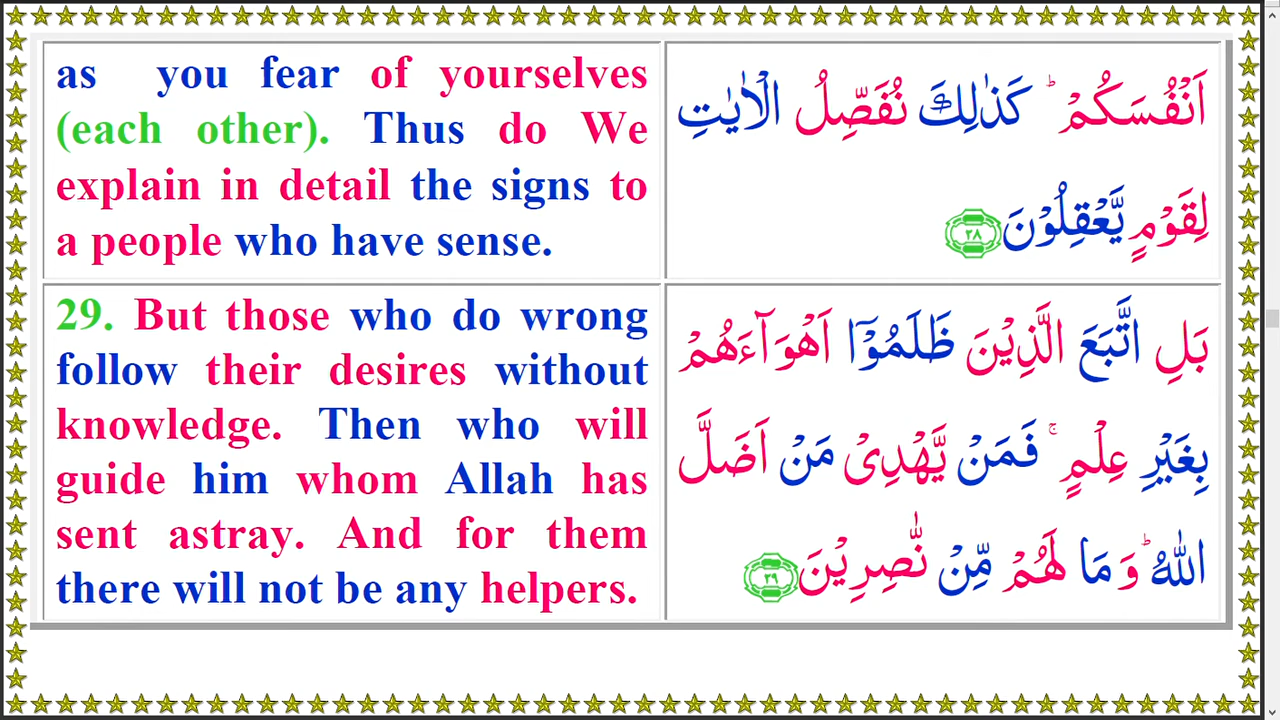 as you fear of yourselves
(each other). Thus do We
explain in detail the signs to
a people who have sense.
اَنْفُسَكُمْ ؕ كَذٰلِكَ نُفَصِّلُ الْاٰيٰتِ
لِقَوْمٍ يَّعْقِلُوْنَ ۲۸
29. But those who do wrong
follow their desires without
knowledge. Then who will
guide him whom Allah has
sent astray. And for them
there will not be any helpers.
بَلِ اتَّبَعَ الَّذِيْنَ ظَلَمُوْۤا اَهْوَآءَهُمْ
بِغَيْرِ عِلْمٍ ۚ فَمَنْ يَّهْدِيْ مَنْ اَضَلَّ
اللّٰهُ ؕ وَمَا لَهُمْ مِّنْ نّٰصِرِيْنَ ۲۹